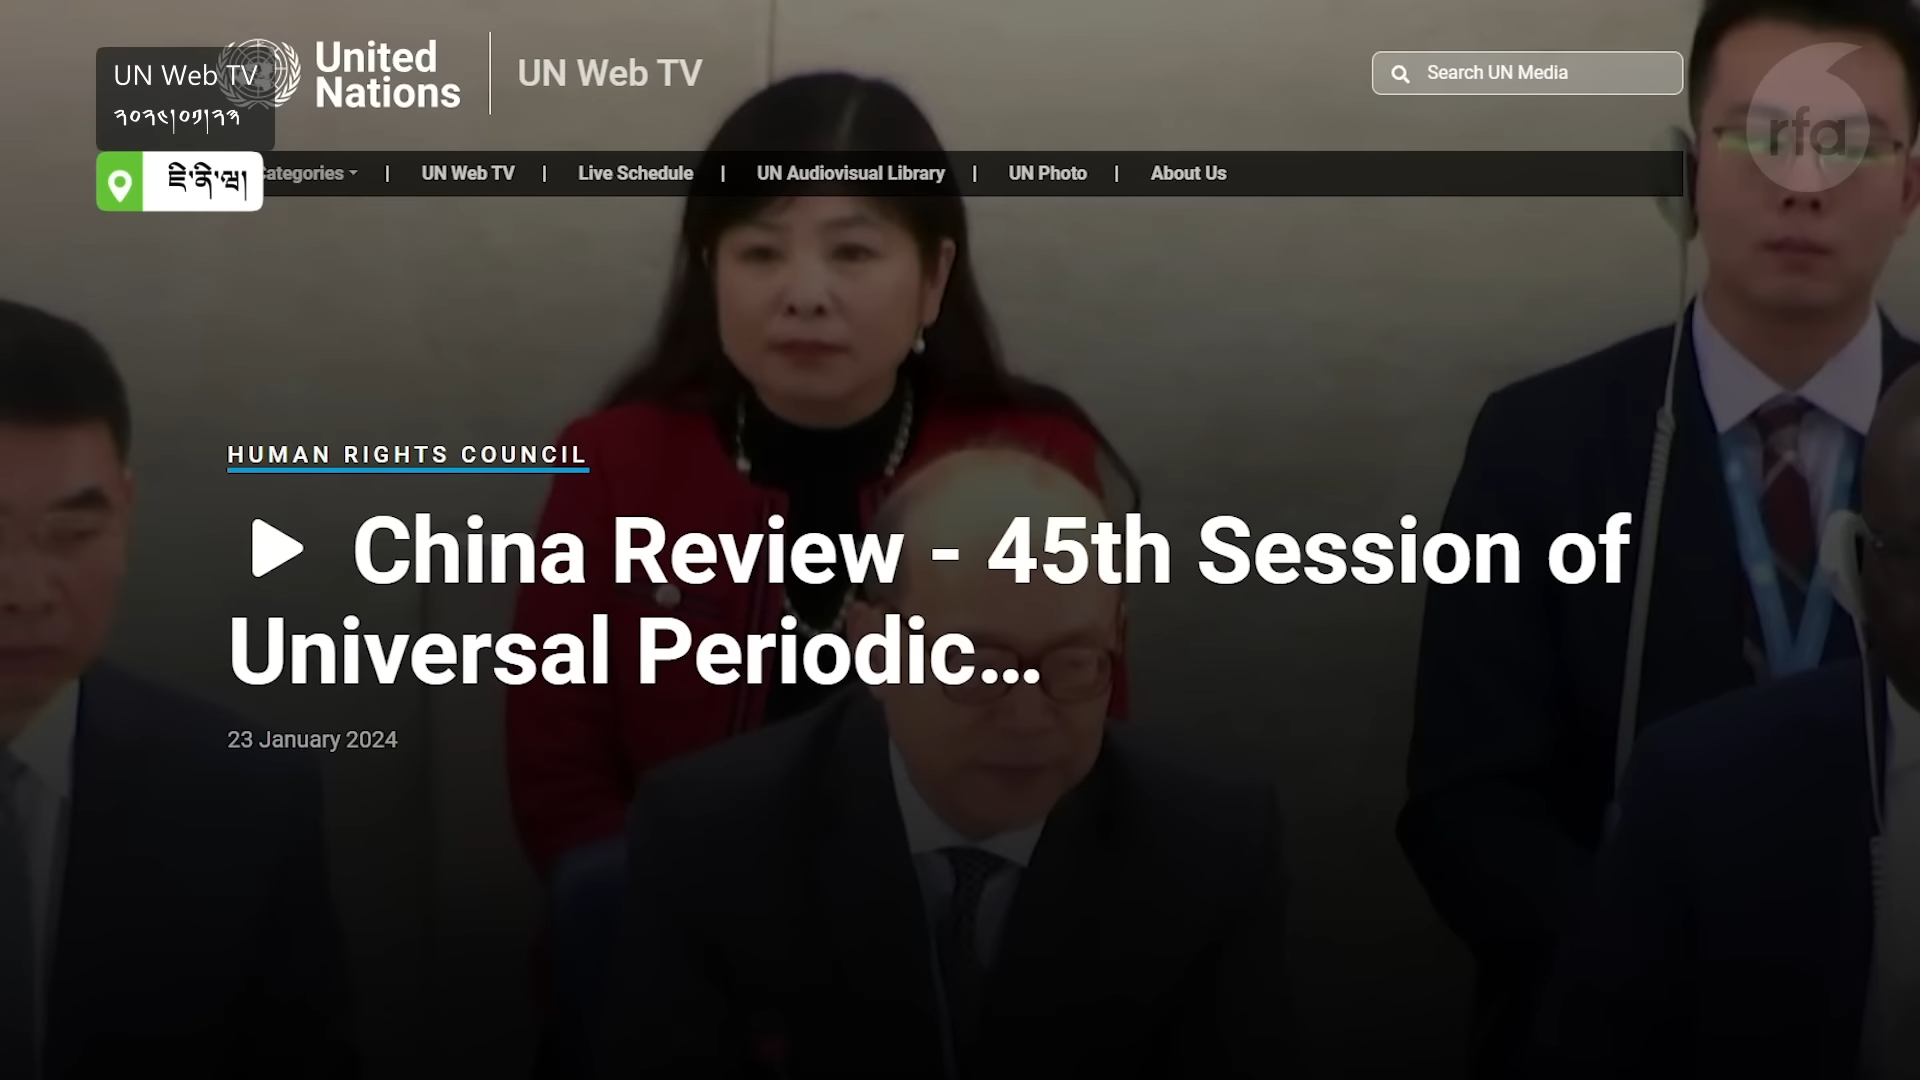 UN Web TV
༢༠༢༤།༠༡།༢༣
ཇི་ནི་ཝ།
United
Nations
UN Web TV
Search UN Media
rfa
ategories
| UN Web TV | Live Schedule | UN Audiovisual Library | UN Photo | About Us
HUMAN RIGHTS COUNCIL
China Review - 45th Session of
Universal Periodic...
23 January 2024